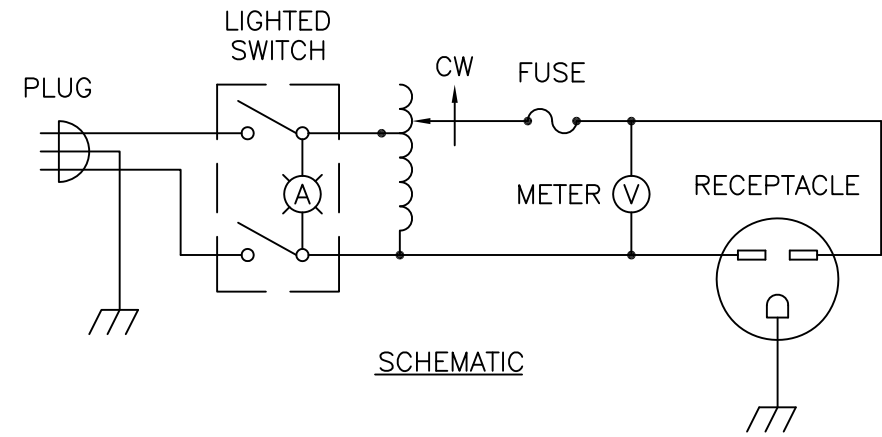 LIGHTED
SWITCH
PLUG
CW
FUSE
A
METER
V
RECEPTACLE
SCHEMATIC